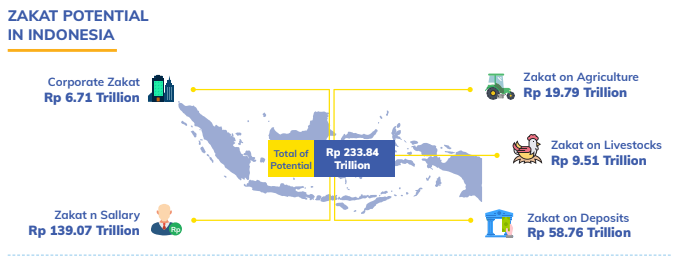 ZAKAT POTENTIAL
IN INDONESIA
Corporate Zakat
Rp 6.71 Trillion
Zakat on Agriculture
Rp 19.79 Trillion
Total of
Potential
Rp 233.84
Trillion
Zakat on Livestocks
Rp 9.51 Trillion
Zakat n Sallary
Rp 139.07 Trillion
Rp
Zakat on Deposits
Rp 58.76 Trillion